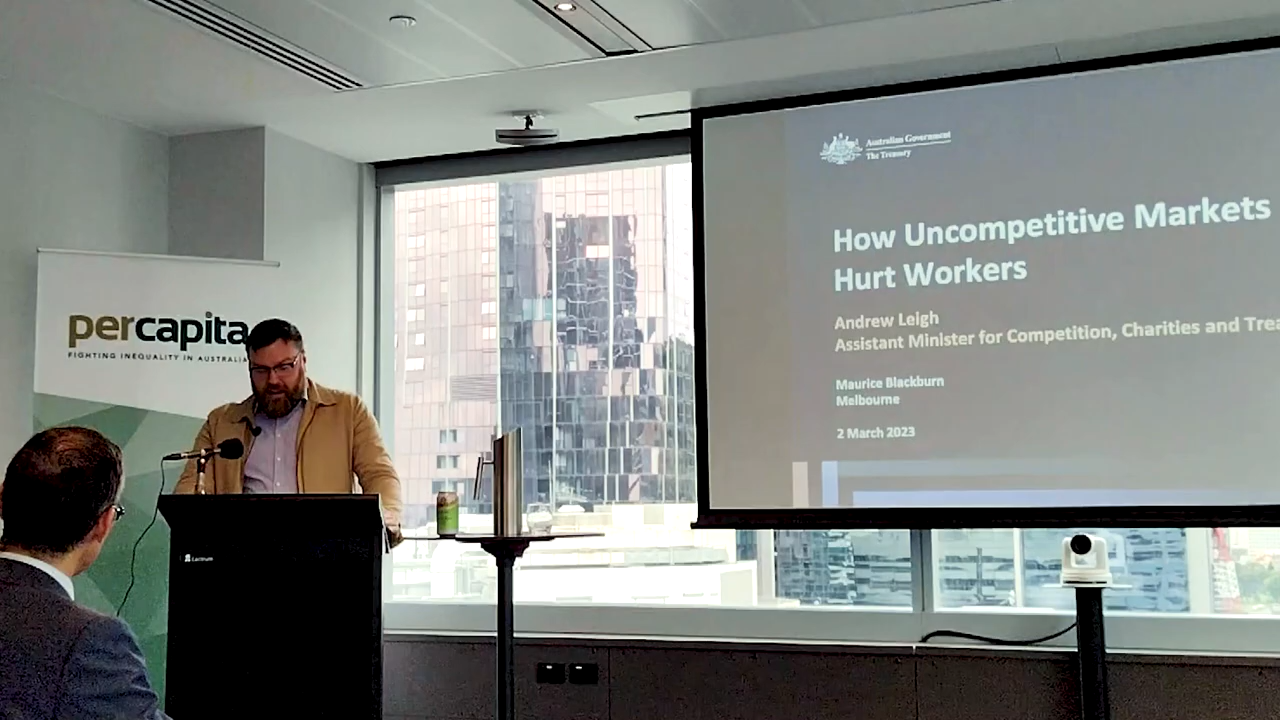 percapita
FIGHTING INEQUALITY IN AUSTRALIA
Lectrum
Australian Government
The Treasury
How Uncompetitive Markets
Hurt Workers
Andrew Leigh
Assistant Minister for Competition, Charities and Trea
Maurice Blackburn
Melbourne
2 March 2023